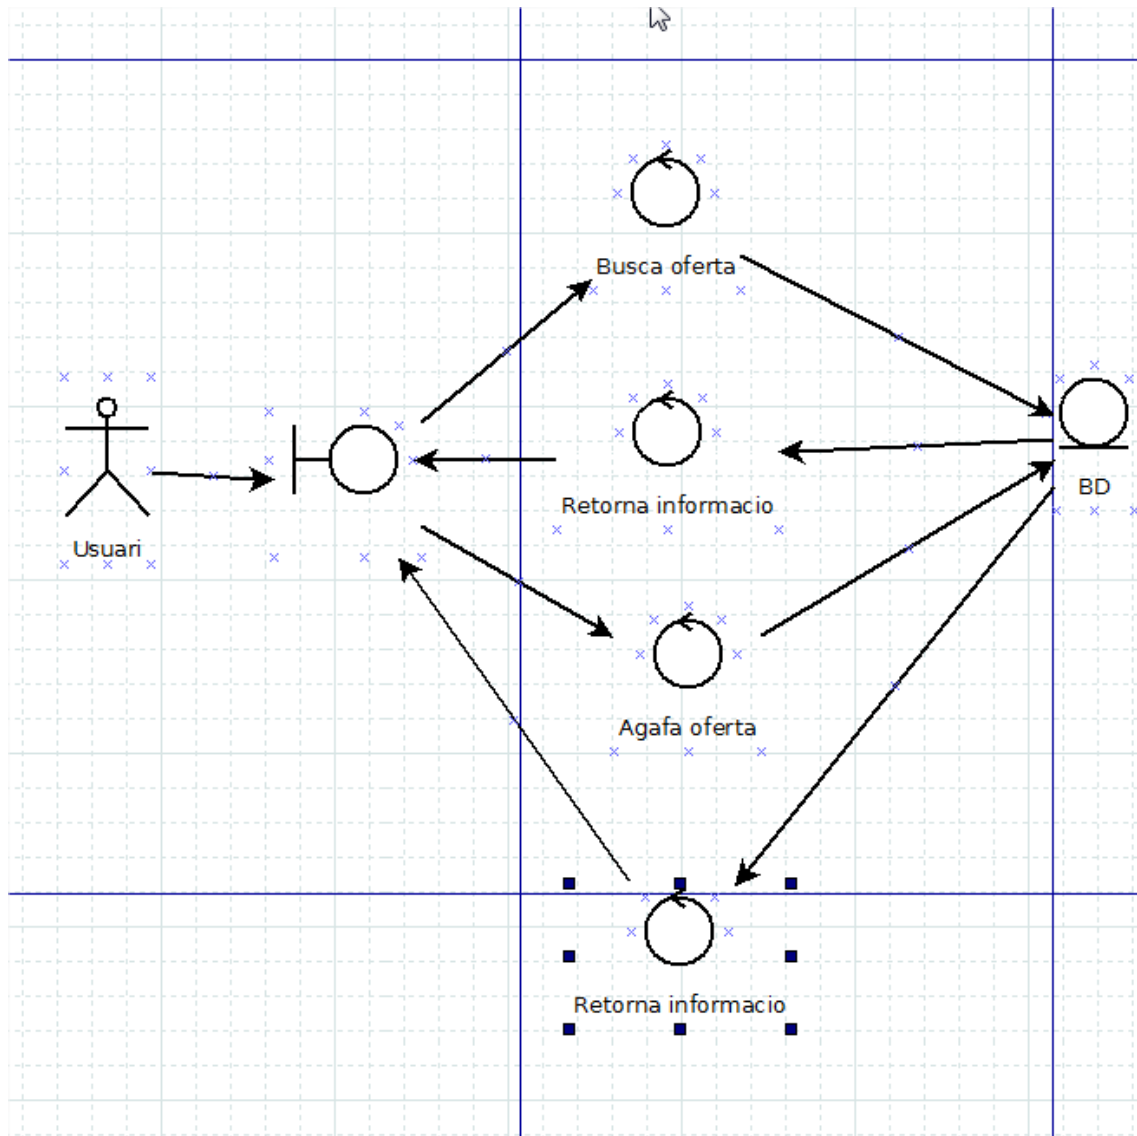 Busca oferta
Retorna informacio
BD
Usuari
Agafa oferta
Retorna informacio